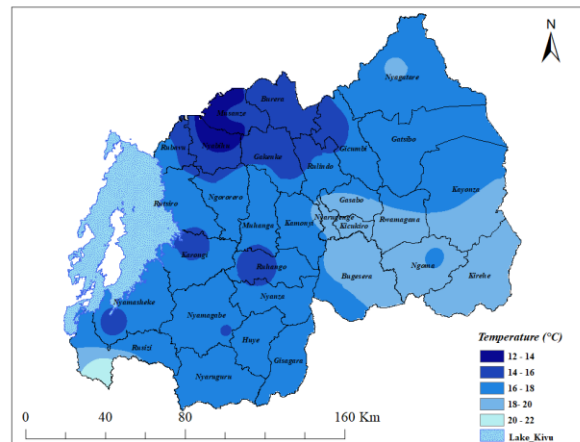 N
Nyagatare
Burera
Musanze
Nyabihu
Rubavu
Gakenke
Rulindo
Gicumbi
Gatsibo
Kayonza
Rutsiro
Ngororero
Muhanga
Kamonyi
Gasabo
Nyarugenge
Kicukiro
Rwamagana
Karongi
Ruhango
Bugesera
Ngoma
Kirehe
Nyamasheke
Nyanza
Nyamagabe
Huye
Rusizi
Gisagara
Nyaruguru
Temperature (°C)
12 - 14
14 - 16
16 - 18
18- 20
20 - 22
Lake_Kivu
0 40 80 160 Km